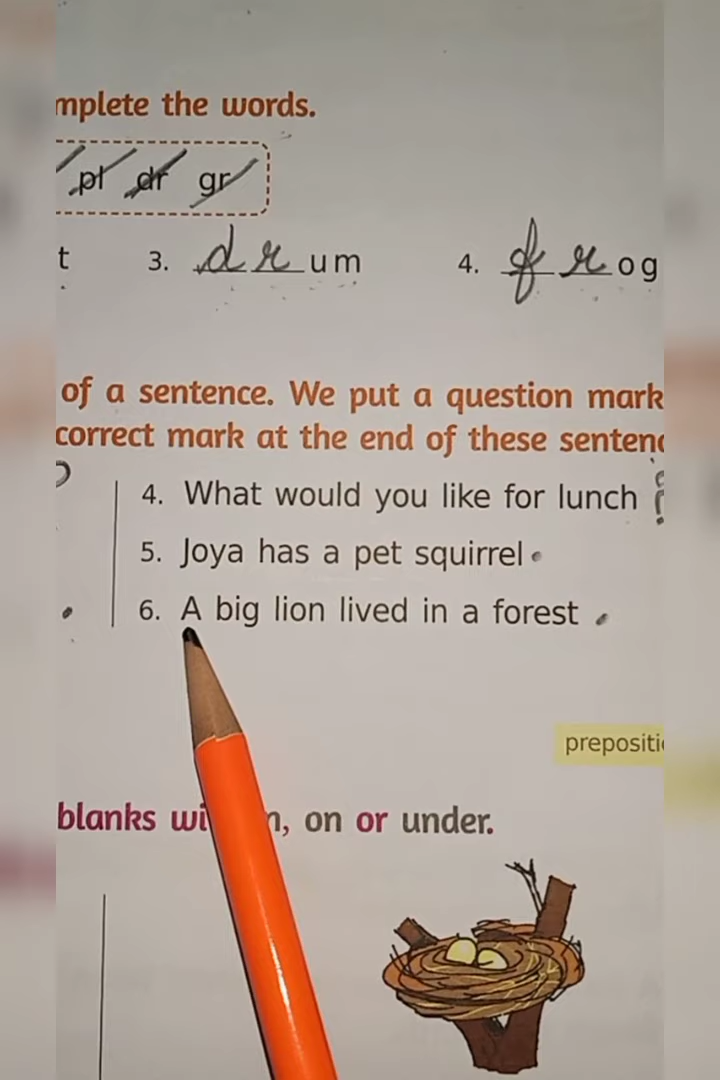 mplete the words.
pl dr gr
t 3. drum 4. frog
of a sentence. We put a question mark
correct mark at the end of these senten
4. What would you like for lunch ?
5. Joya has a pet squirrel.
6. A big lion lived in a forest .
prepositi
blanks wi n, on or under.